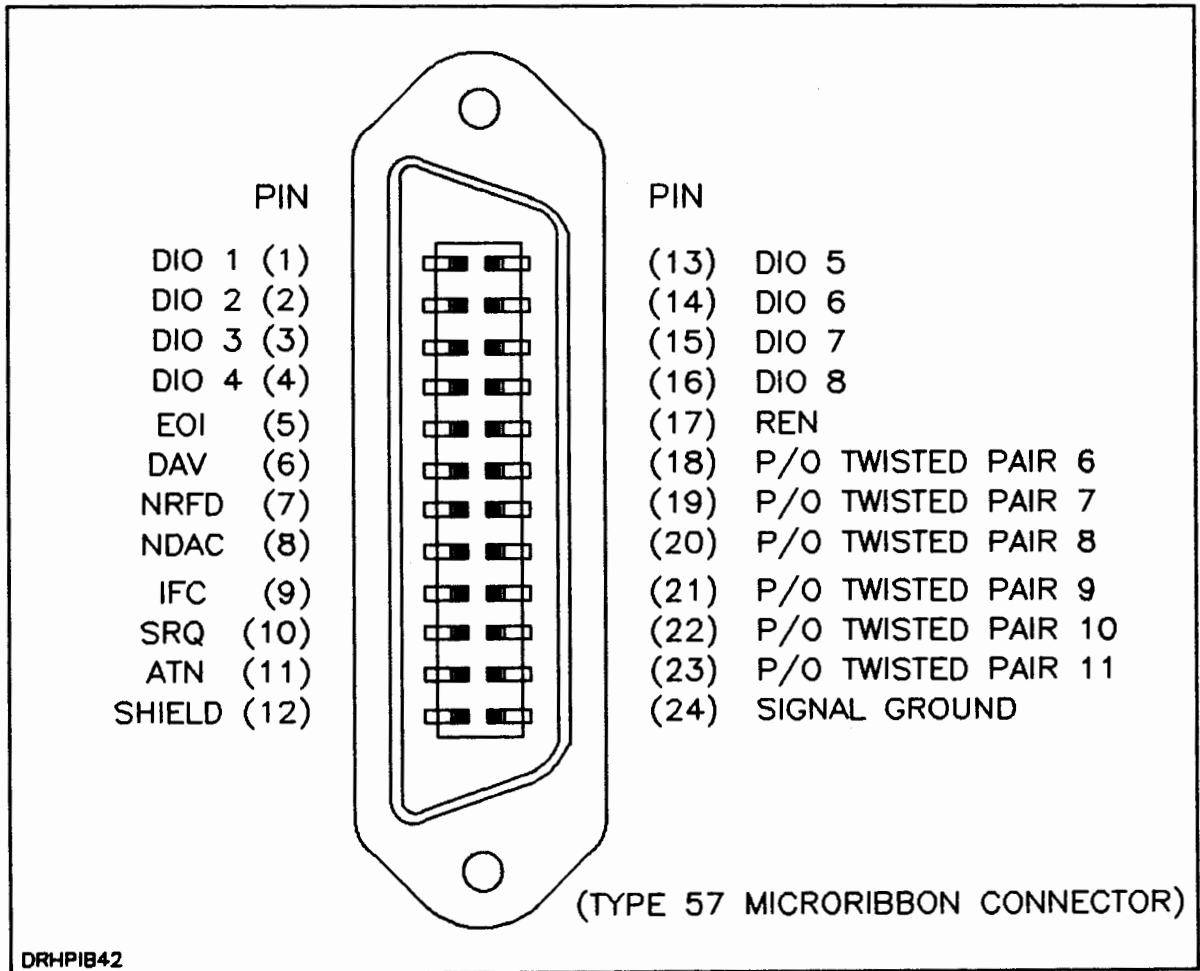 PIN PIN
DIO 1 (1) (13) DIO 5
DIO 2 (2) (14) DIO 6
DIO 3 (3) (15) DIO 7
DIO 4 (4) (16) DIO 8
EOI (5) (17) REN
DAV (6) (18) P/O TWISTED PAIR 6
NRFD (7) (19) P/O TWISTED PAIR 7
NDAC (8) (20) P/O TWISTED PAIR 8
IFC (9) (21) P/O TWISTED PAIR 9
SRQ (10) (22) P/O TWISTED PAIR 10
ATN (11) (23) P/O TWISTED PAIR 11
SHIELD (12) (24) SIGNAL GROUND
(TYPE 57 MICRORIBBON CONNECTOR)
DRHPIB42